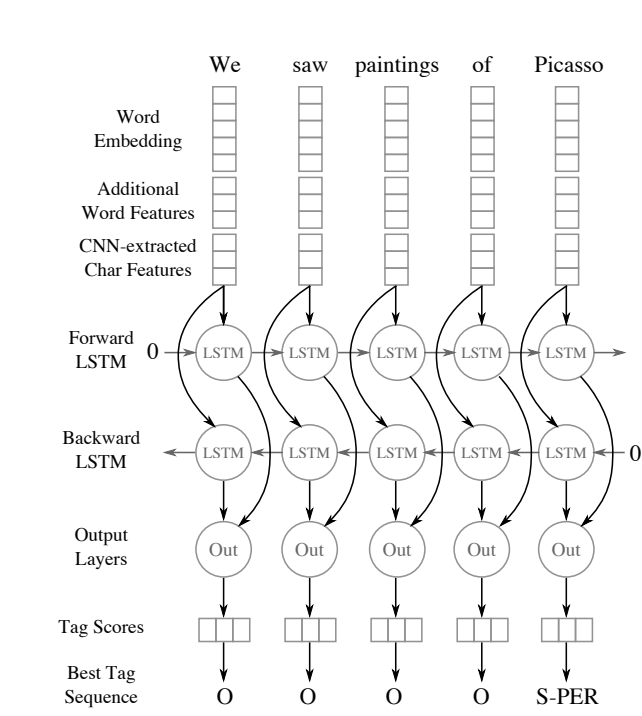 We saw paintings of Picasso
Word
Embedding
Additional
Word Features
CNN-extracted
Char Features
Forward
LSTM
0 LSTM LSTM LSTM LSTM LSTM
Backward
LSTM
LSTM LSTM LSTM LSTM LSTM 0
Output
Layers
Out Out Out Out Out
Tag Scores
Best Tag
Sequence
O O O O S-PER